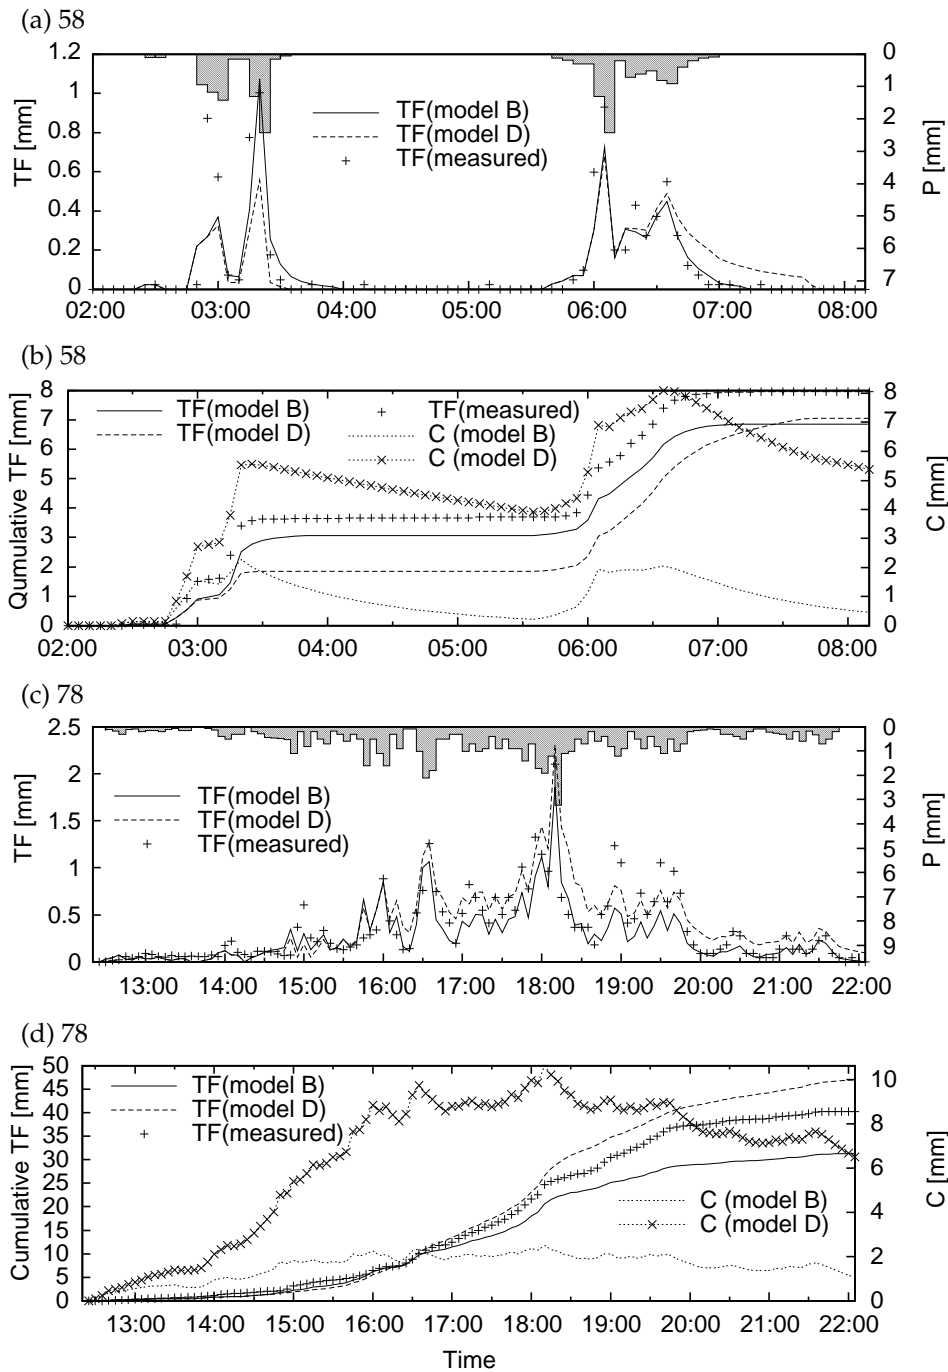 (a) 58
1.2
1
0.8
0.6
0.4
0.2
0
TF [mm]
TF(model B)
TF(model D)
TF(measured)
0
1
2
3
4
5
6
7
P [mm]
02:00 03:00 04:00 05:00 06:00 07:00 08:00
(b) 58
8
7
6
5
4
3
2
1
0
Qumulative TF [mm]
TF(model B)
TF(model D)
TF(measured)
C (model B)
C (model D)
8
7
6
5
4
3
2
1
0
C [mm]
02:00 03:00 04:00 05:00 06:00 07:00 08:00
(c) 78
2.5
2
1.5
1
0.5
0
TF [mm]
TF(model B)
TF(model D)
TF(measured)
0
1
2
3
4
5
6
7
8
9
P [mm]
13:00 14:00 15:00 16:00 17:00 18:00 19:00 20:00 21:00 22:00
(d) 78
50
45
40
35
30
25
20
15
10
5
0
Cumulative TF [mm]
TF(model B)
TF(model D)
TF(measured)
C (model B)
C (model D)
10
8
6
4
2
0
C [mm]
13:00 14:00 15:00 16:00 17:00 18:00 19:00 20:00 21:00 22:00
Time